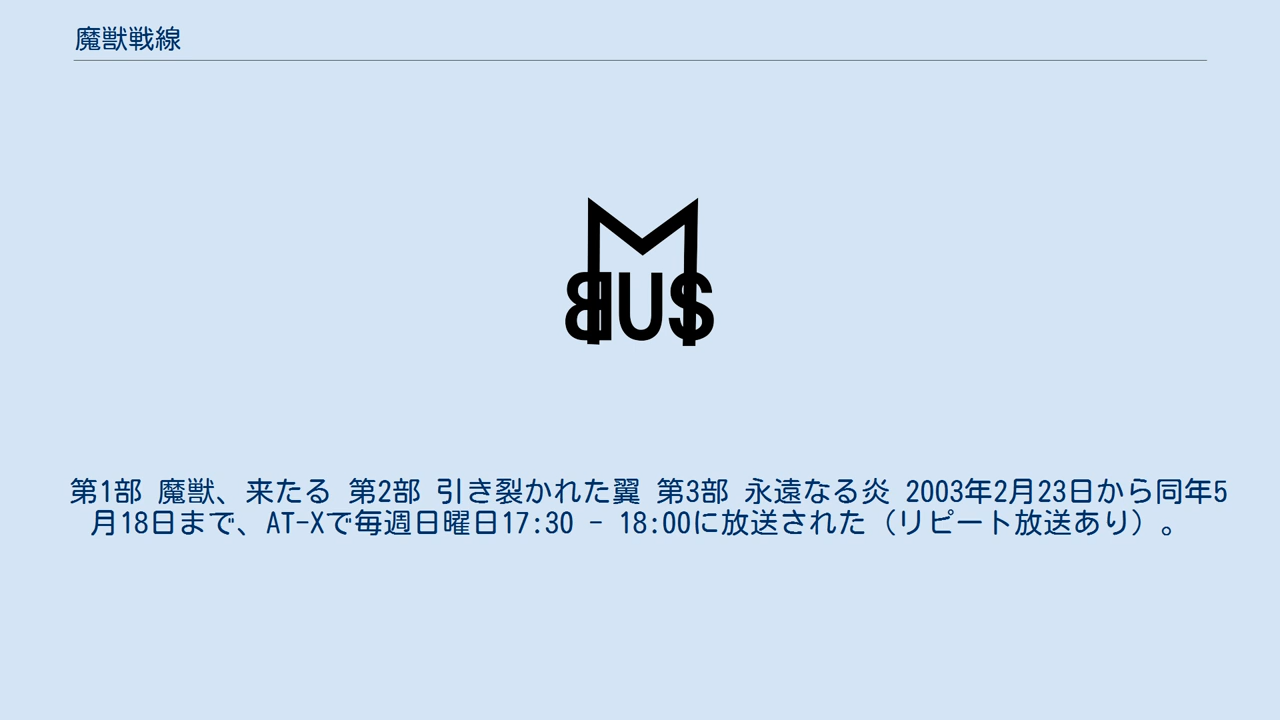 魔獣戦線
M
BUS
第1部 魔獣、来たる 第2部 引き裂かれた翼 第3部 永遠なる炎 2003年2月23日から同年5
月18日まで、AT-Xで毎週日曜日17:30 - 18:00に放送された（リピート放送あり）。